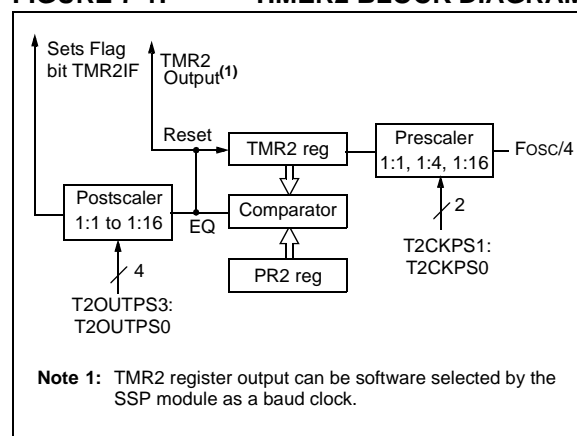 FIGURE 7-1: TIMER2 BLOCK DIAGRAM
Sets Flag
bit TMR2IF
TMR2
Output(1)
Reset
TMR2 reg
Prescaler
1:1, 1:4, 1:16
FOSC/4
Postscaler
1:1 to 1:16
EQ
Comparator
2
4
PR2 reg
T2CKPS1:
T2CKPS0
T2OUTPS3:
T2OUTPS0
Note 1: TMR2 register output can be software selected by the
SSP module as a baud clock.